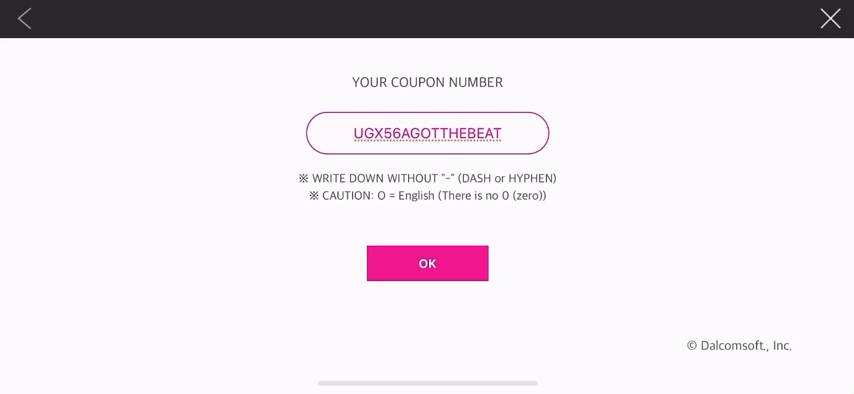 YOUR COUPON NUMBER
UGX56AGOTTHEBEAT
※ WRITE DOWN WITHOUT "-" (DASH or HYPHEN)
※ CAUTION: O = English (There is no 0 (zero))
OK
© Dalcomsoft., Inc.